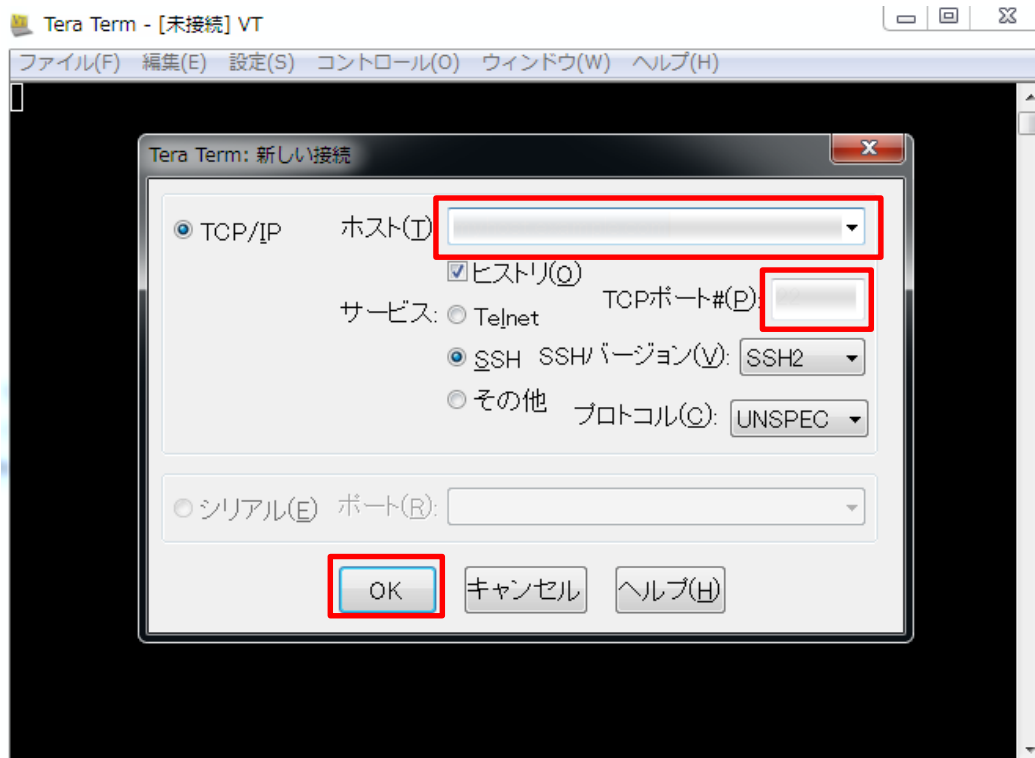 Tera Term - [未接続] VT
ファイル(F) 編集(E) 設定(S) コントロール(O) ウィンドウ(W) ヘルプ(H)
Tera Term: 新しい接続
TCP/IP ホスト(T)
ヒストリ(O)
サービス: Telnet TCPポート#(P):
SSH SSHバージョン(V): SSH2
その他 プロトコル(C): UNSPEC
シリアル(E) ポート(R):
OK キャンセル ヘルプ(H)